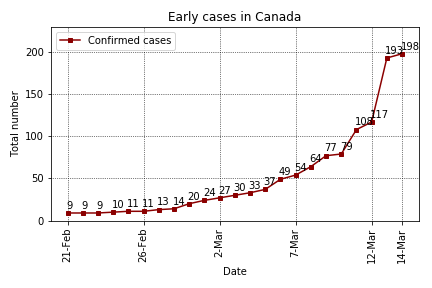 Early cases in Canada
Confirmed cases
Total number
200
150
100
50
0
9 9 9 10 11 11 13 14 20 24 27 30 33 37 49 54 64 77 79 108 117 193 198
21-Feb 26-Feb 2-Mar 7-Mar 12-Mar 14-Mar
Date